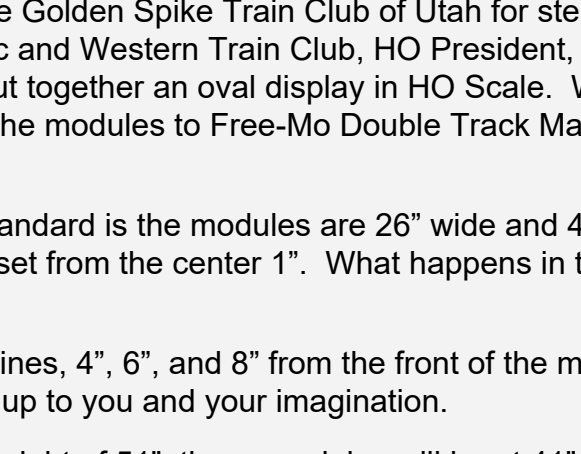 e Golden Spike Train Club of Utah for ste
c and Western Train Club, HO President,
ut together an oval display in HO Scale. W
he modules to Free-Mo Double Track Ma
andard is the modules are 26” wide and 4
set from the center 1”. What happens in t
ines, 4”, 6”, and 8” from the front of the m
up to you and your imagination.